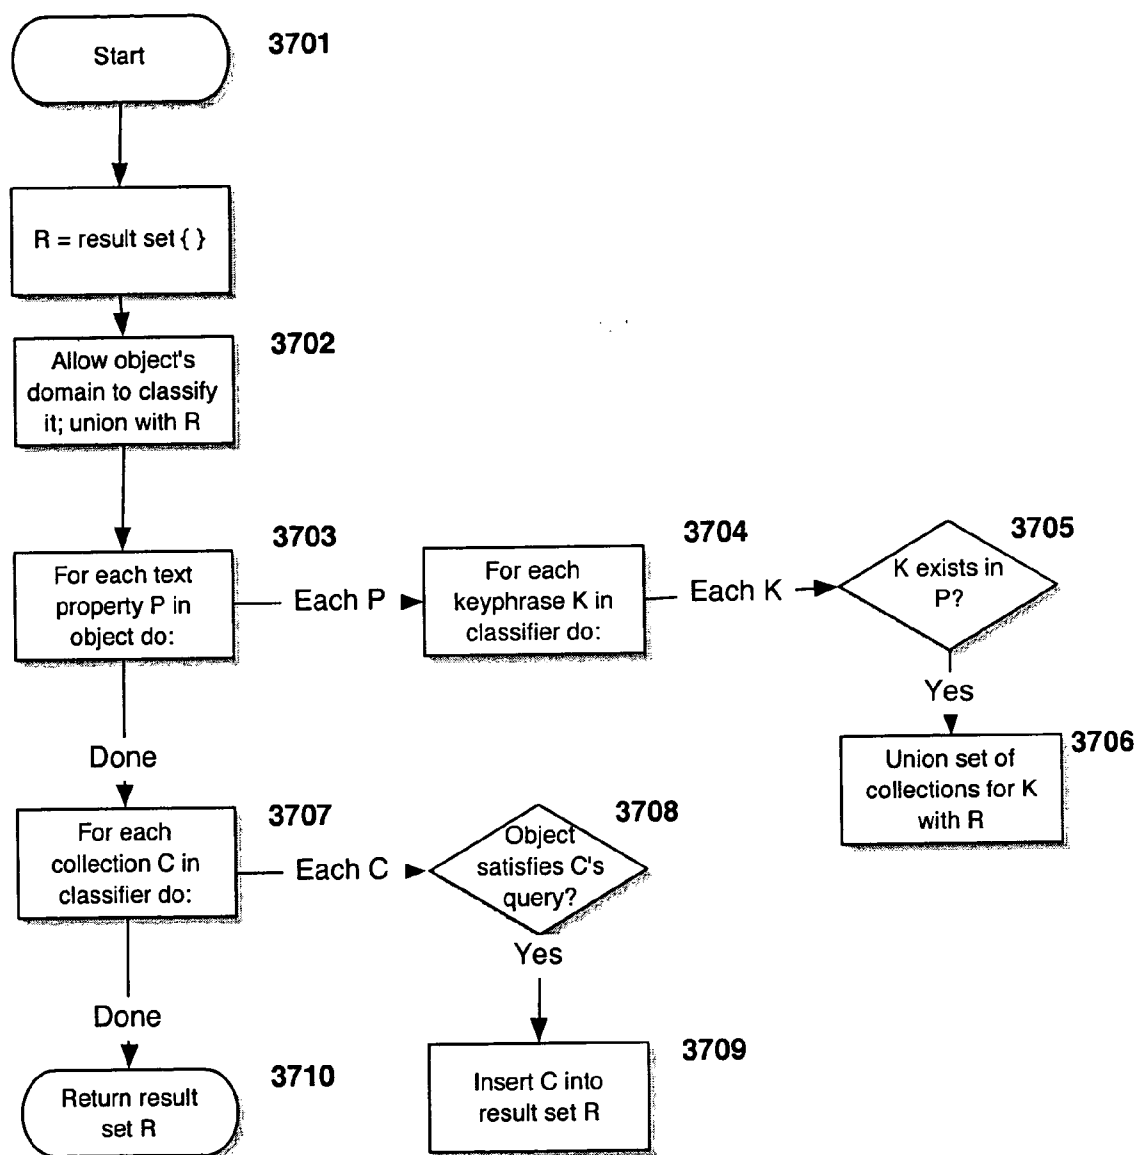 Start
3701
R = result set { }
3702
Allow object's
domain to classify
it; union with R
3703
For each text
property P in
object do:
Each P
3704
For each
keyphrase K in
classifier do:
Each K
3705
K exists in
P?
Yes
3706
Union set of
collections for K
with R
Done
3707
For each
collection C in
classifier do:
Each C
3708
Object
satisfies C's
query?
Yes
3709
Insert C into
result set R
Done
3710
Return result
set R